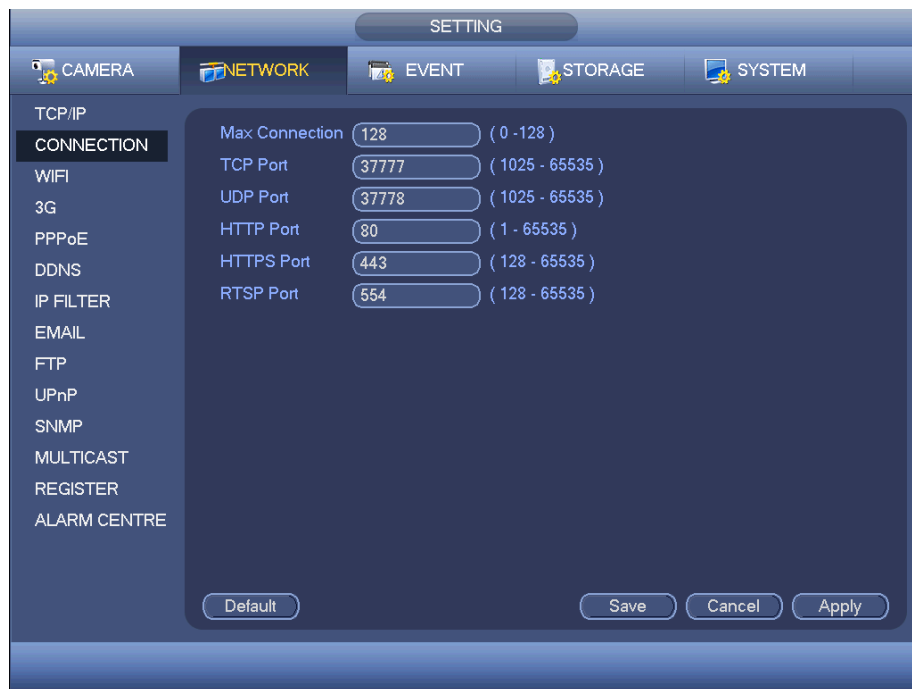 SETTING
CAMERA NETWORK EVENT STORAGE SYSTEM
TCP/IP
CONNECTION
WIFI
3G
PPPoE
DDNS
IP FILTER
EMAIL
FTP
UPnP
SNMP
MULTICAST
REGISTER
ALARM CENTRE
Max Connection 128 ( 0 -128 )
TCP Port 37777 ( 1025 - 65535 )
UDP Port 37778 ( 1025 - 65535 )
HTTP Port 80 ( 1 - 65535 )
HTTPS Port 443 ( 128 - 65535 )
RTSP Port 554 ( 128 - 65535 )
Default Save Cancel Apply